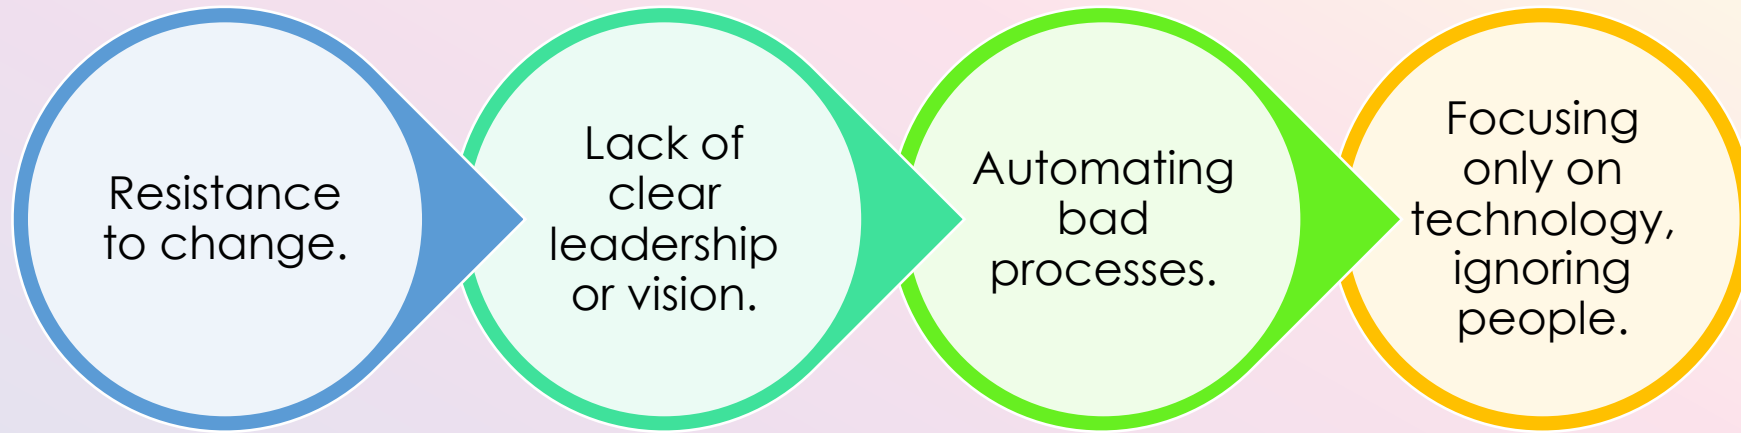 Resistance
to change.
Lack of
clear
leadership
or vision.
Automating
bad
processes.
Focusing
only on
technology,
ignoring
people.